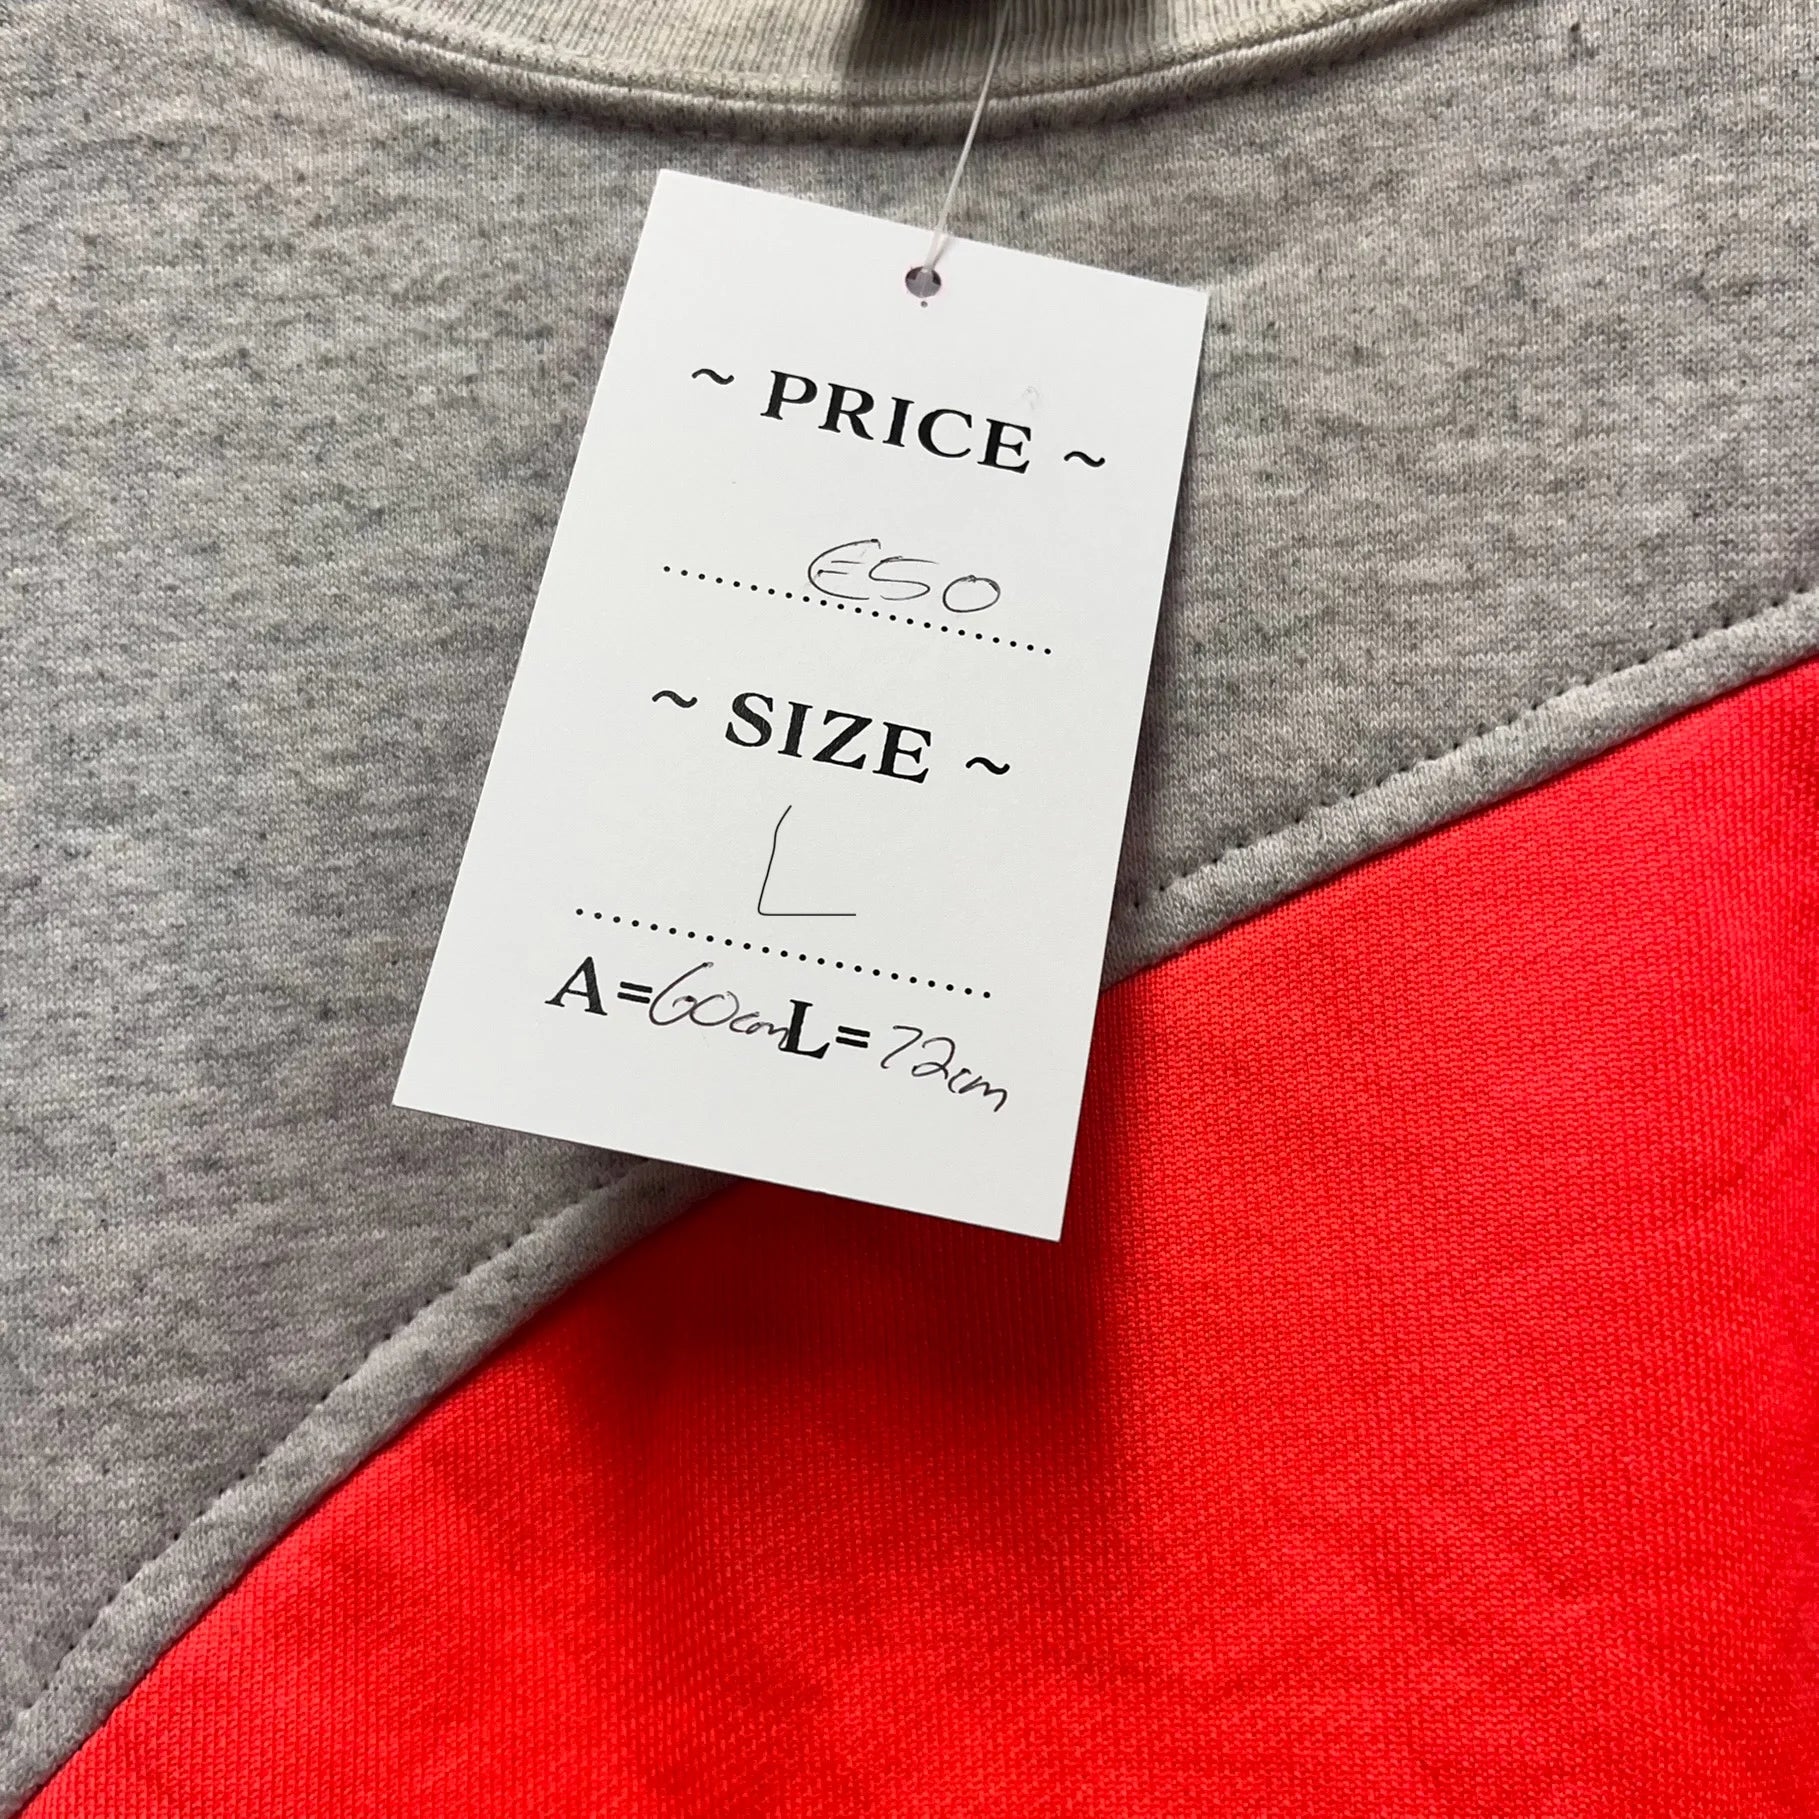 ~ PRICE ~
€50
~ SIZE ~
L
A=60cm L=72cm